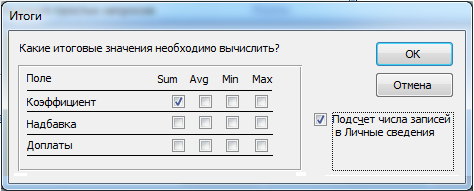 Итоги
Какие итоговые значения необходимо вычислить?
OK
Отмена
Поле Sum Avg Min Max
Коэффициент
Надбавка
Доплаты
Подсчет числа записей
в Личные сведения